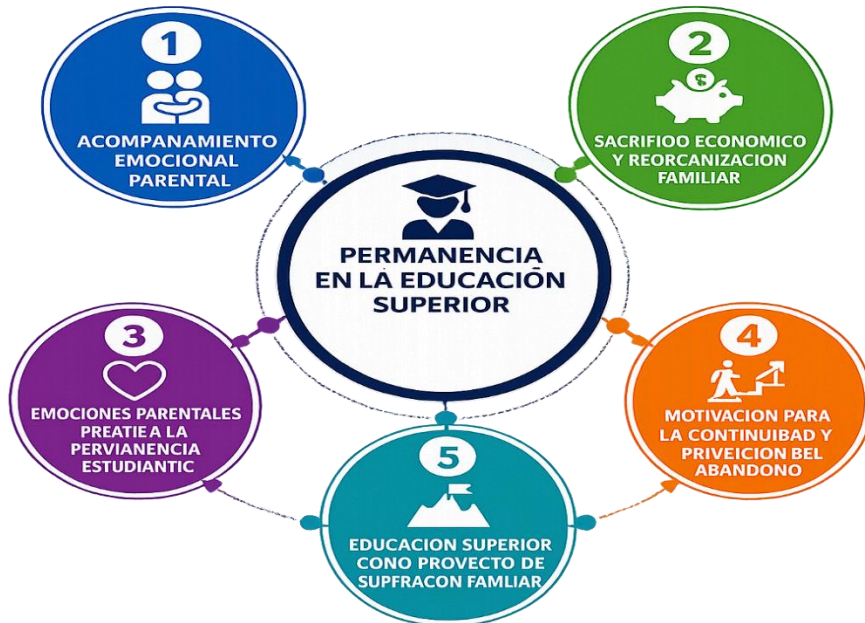 1
ACOMPANAMIENTO
EMOCIONAL
PARENTAL
2
$
SACRIFIOO ECONOMICO
Y REORCANIZACION
FAMILIAR
PERMANENCIA
EN LA EDUCACIÓN
SUPERIOR
3
EMOCIONES PARENTALES
PREATIEA LA
PERVIANENCIA
ESTUDIANTIC
4
MOTIVACION PARA
LA CONTINUIBAD Y
PRIVEICION BEL
ABANDONO
5
EDUCACION SUPERIOR
CONO PROVECTO DE
SUPFRACON FAMLIAR